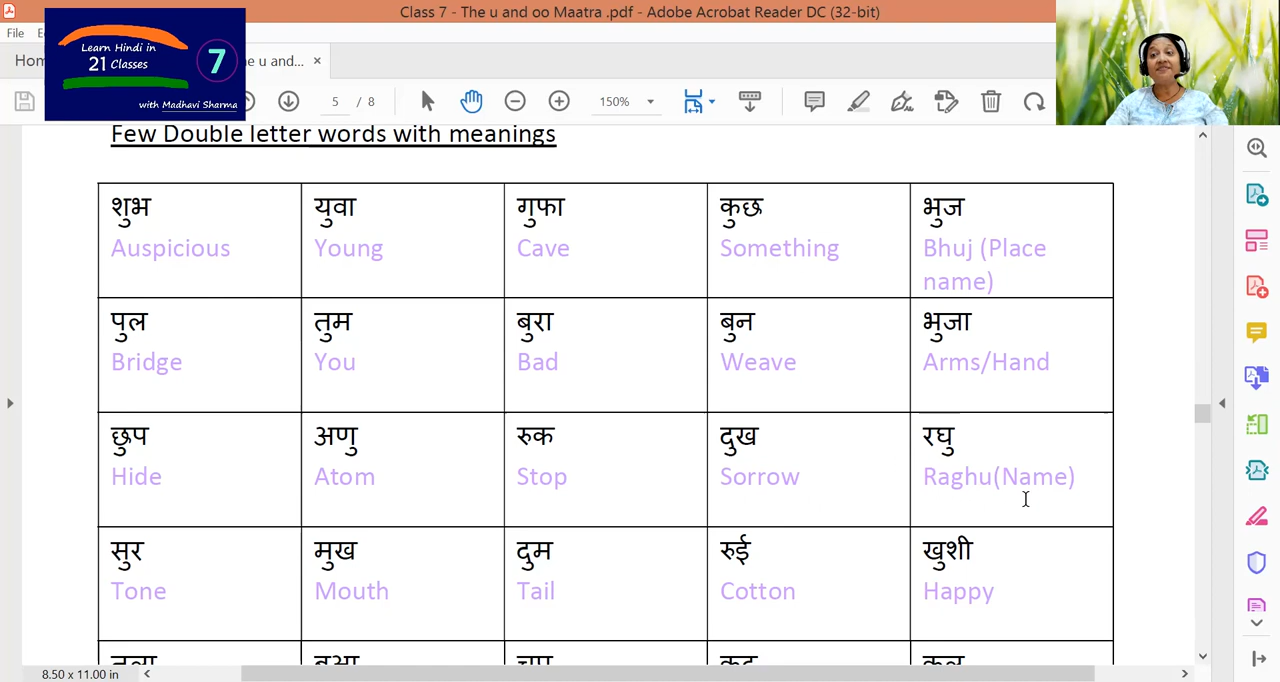 Class 7 - The u and oo Maatra .pdf - Adobe Acrobat Reader DC (32-bit)
File
Learn Hindi in
21 Classes
7
with Madhavi Sharma
e u and...
5 / 8
150%
Few Double letter words with meanings
शुभ युवा गुफा कुछ भुज
Auspicious Young Cave Something Bhuj (Place
name)
पुल तुम बुरा बुन भुजा
Bridge You Bad Weave Arms/Hand
छुप अणु रुक दुख रघु
Hide Atom Stop Sorrow Raghu(Name)
सुर मुख दुम रुई खुशी
Tone Mouth Tail Cotton Happy
8.50 x 11.00 in